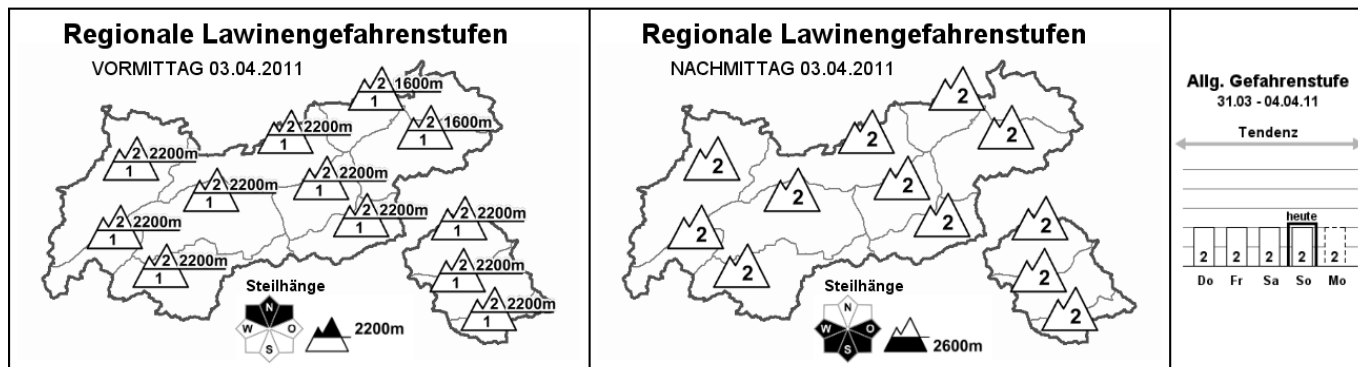 Regionale Lawinengefahrenstufen
VORMITTAG 03.04.2011
2 1600m
1
2 2200m
1
2 1600m
1
2 2200m
1
2 2200m
1
2 2200m
1
2 2200m
1
2 2200m
1
2 2200m
1
2 2200m
1
2 2200m
1
2 2200m
1
Steilhänge
N
W O
S
2200m
Regionale Lawinengefahrenstufen
NACHMITTAG 03.04.2011
2
2
2
2
2
2
2
2
2
2
2
2
Steilhänge
N
W O
S
2600m
Allg. Gefahrenstufe
31.03 - 04.04.11
Tendenz
heute
2 2 2 2 2
Do Fr Sa So Mo